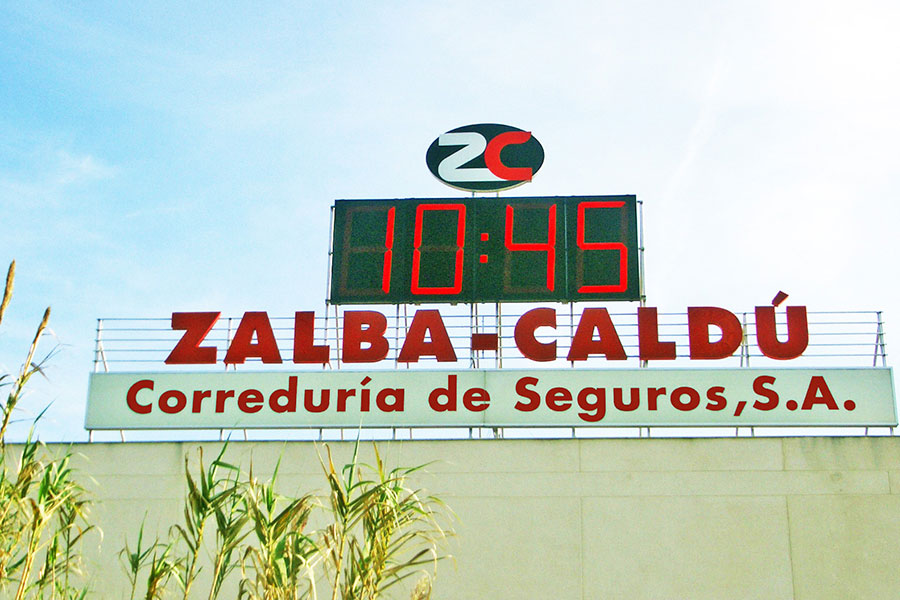 ZC
10:45
ZALBA-CALDÚ
Correduría de Seguros,S.A.